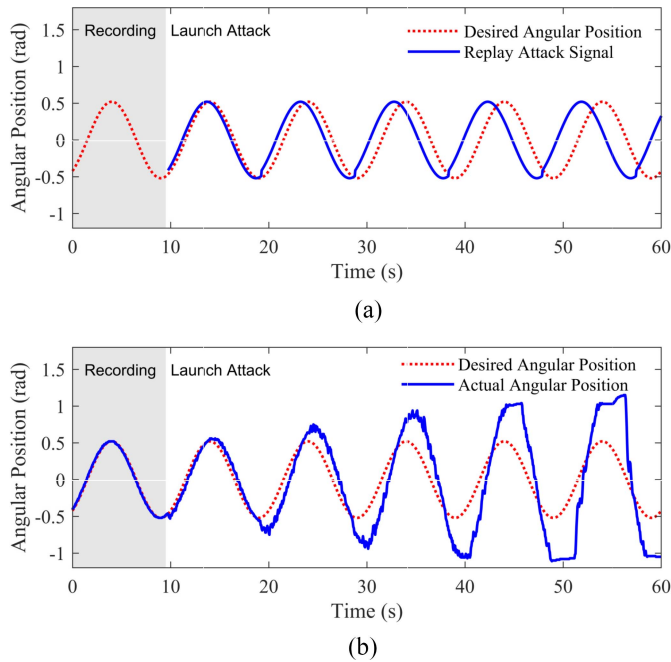 Recording Launch Attack
Desired Angular Position
Replay Attack Signal
Angular Position (rad)
1.5
1
0.5
0
-0.5
-1
0 10 20 30 40 50 60
Time (s)
(a)
Recording Launch Attack
Desired Angular Position
Actual Angular Position
Angular Position (rad)
1.5
1
0.5
0
-0.5
-1
0 10 20 30 40 50 60
Time (s)
(b)